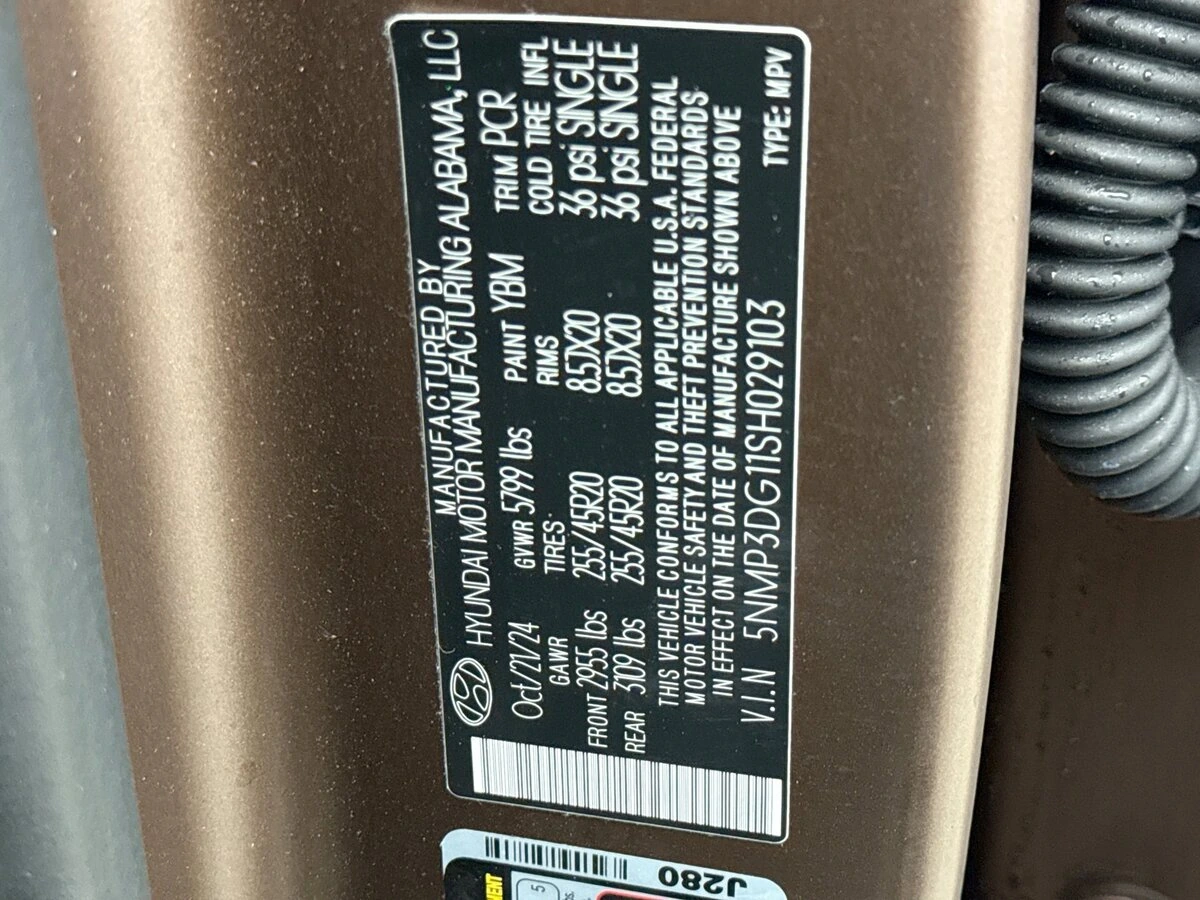 MANUFACTURED BY
HYUNDAI MOTOR MANUFACTURING ALABAMA, LLC
Oct/21/24 GVWR 5799 lbs PAINT YBM TRIM PCR
GAWR TIRES RIMS COLD TIRE INFL
FRONT 2955 lbs 255/45R20 8.5JX20 36 psi SINGLE
REAR 3109 lbs 255/45R20 8.5JX20 36 psi SINGLE
THIS VEHICLE CONFORMS TO ALL APPLICABLE U.S.A. FEDERAL
MOTOR VEHICLE SAFETY AND THEFT PREVENTION STANDARDS
IN EFFECT ON THE DATE OF MANUFACTURE SHOWN ABOVE
V.I.N 5NMP3DG11SH029103 TYPE: MPV
J280
5